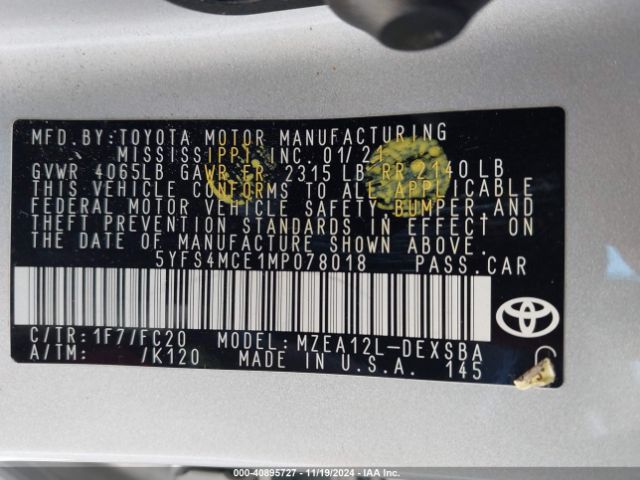 MFD.BY:TOYOTA MOTOR MANUFACTURING
MISSISSIPPI INC. 01/21
GVWR 4065LB GAWR FR 2315 LB RR 2140LB
THIS VEHICLE CONFORMS TO ALL APPLICABLE
FEDERAL MOTOR VEHICLE SAFETY, BUMPER,AND
THEFT PREVENTION STANDARDS IN EFFECT ON
THE DATE OF MANUFACTURE SHOWN ABOVE.
5YFS4MCE1MP078018 PASS.CAR
C/TR:1F7/FC20 MODEL:MZEA12L-DEXSBA
A/TM: /K120 MADE IN U.S.A. 145
000-40895727 - 11/19/2024 - IAAI.CA